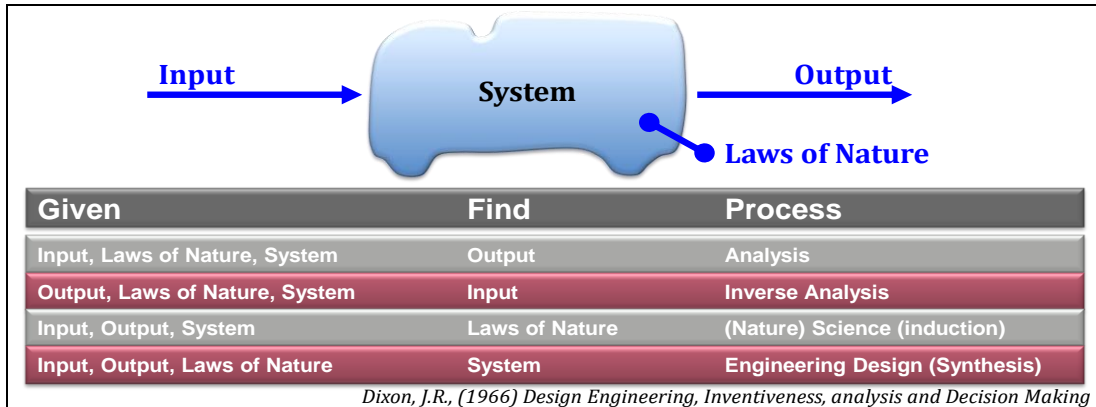 Input
System
Output
Laws of Nature
Given Find Process
Input, Laws of Nature, System Output Analysis
Output, Laws of Nature, System Input Inverse Analysis
Input, Output, System Laws of Nature (Nature) Science (induction)
Input, Output, Laws of Nature System Engineering Design (Synthesis)
Dixon, J.R., (1966) Design Engineering, Inventiveness, analysis and Decision Making